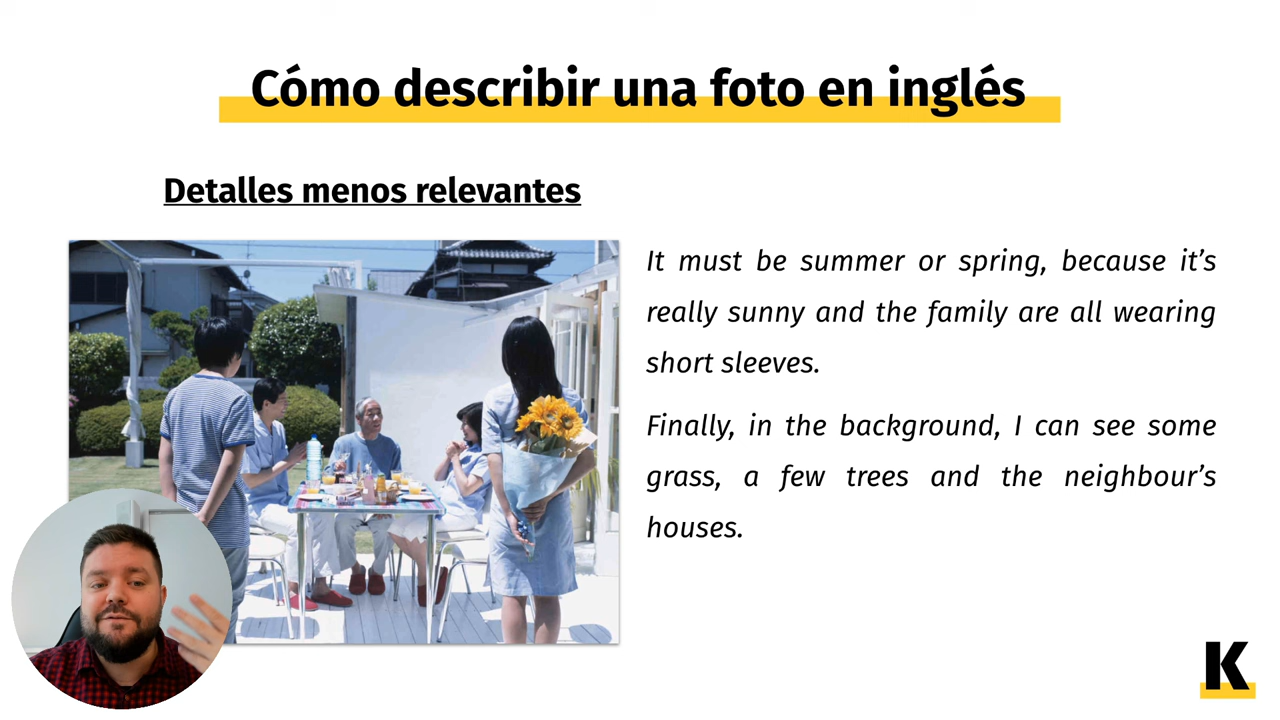 Cómo describir una foto en inglés
Detalles menos relevantes
It must be summer or spring, because it’s
really sunny and the family are all wearing
short sleeves.
Finally, in the background, I can see some
grass, a few trees and the neighbour’s
houses.
K